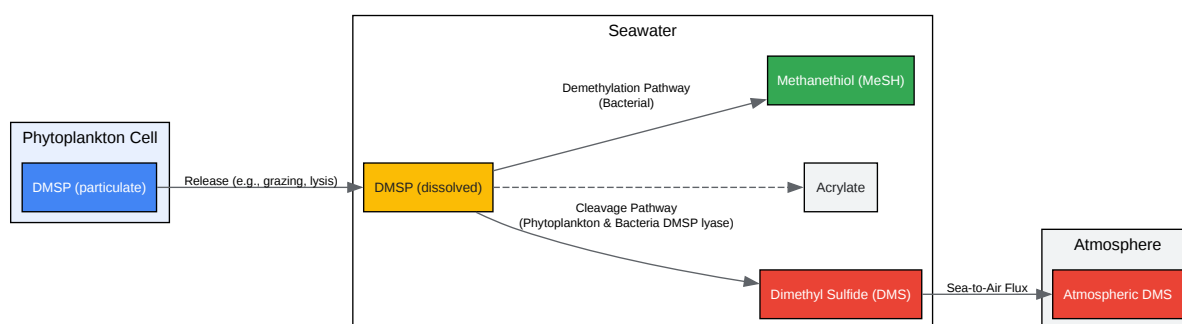 Seawater
Methanethiol (MeSH)
Demethylation Pathway
(Bacterial)
Phytoplankton Cell
DMSP (particulate)
Release (e.g., grazing, lysis)
DMSP (dissolved)
Acrylate
Cleavage Pathway
(Phytoplankton & Bacteria DMSP lyase)
Atmosphere
Dimethyl Sulfide (DMS)
Sea-to-Air Flux
Atmospheric DMS